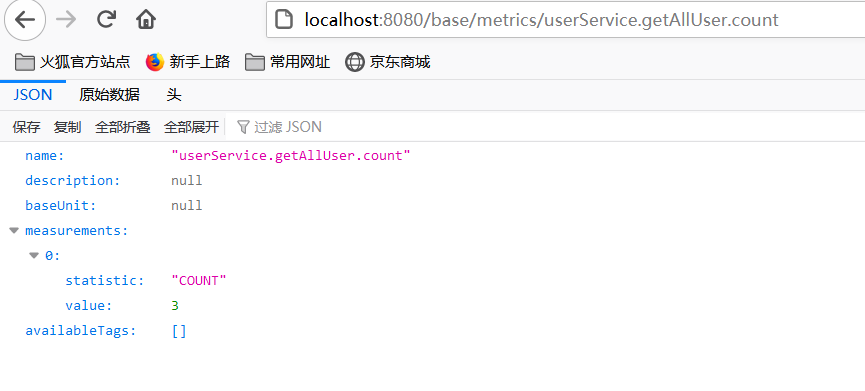 localhost:8080/base/metrics/userService.getAllUser.count
火狐官方站点 新手上路 常用网址 京东商城
JSON 原始数据 头
保存 复制 全部折叠 全部展开 过滤 JSON
name: "userService.getAllUser.count"
description: null
baseUnit: null
measurements:
0:
statistic: "COUNT"
value: 3
availableTags: []